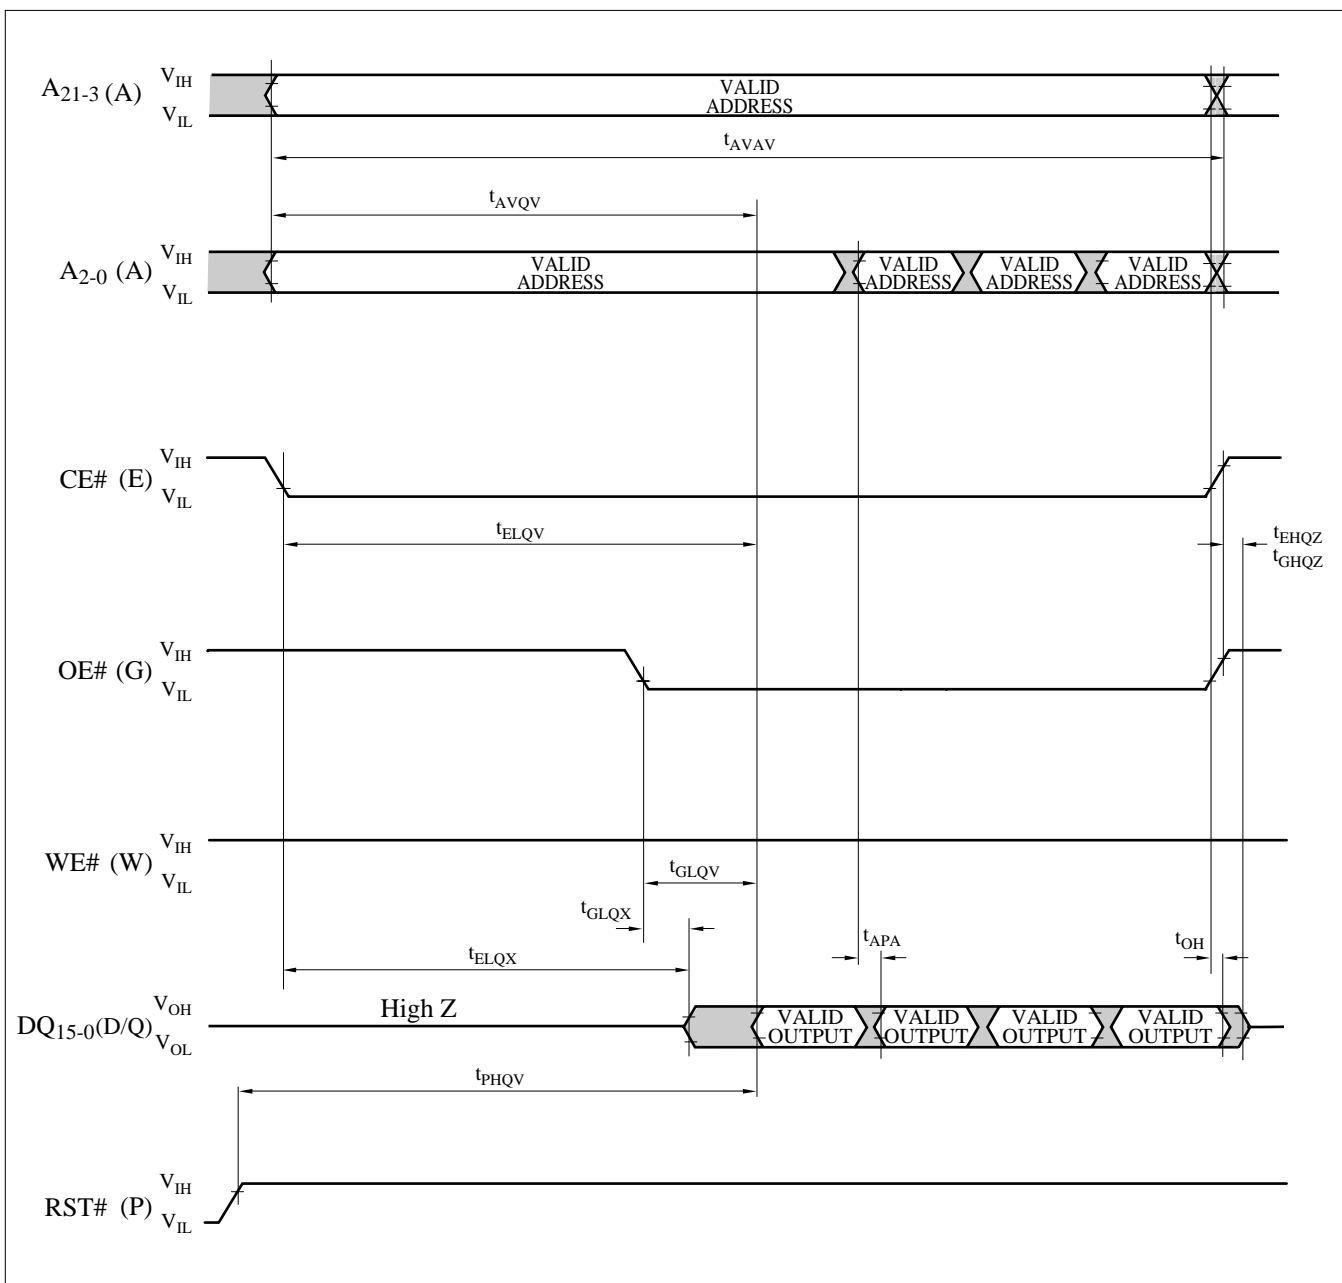 A21-3 (A) VIH VIL VALID ADDRESS
tAVAV
tAVQV
A2-0 (A) VIH VIL VALID ADDRESS VALID ADDRESS VALID ADDRESS VALID ADDRESS
CE# (E) VIH VIL
tELQV
tEHQZ
tGHQZ
OE# (G) VIH VIL
WE# (W) VIH VIL
tGLQV
tGLQX
tELQX
tAPA
tOH
DQ15-0(D/Q) VOH VOL High Z VALID OUTPUT VALID OUTPUT VALID OUTPUT VALID OUTPUT
tPHQV
RST# (P) VIH VIL